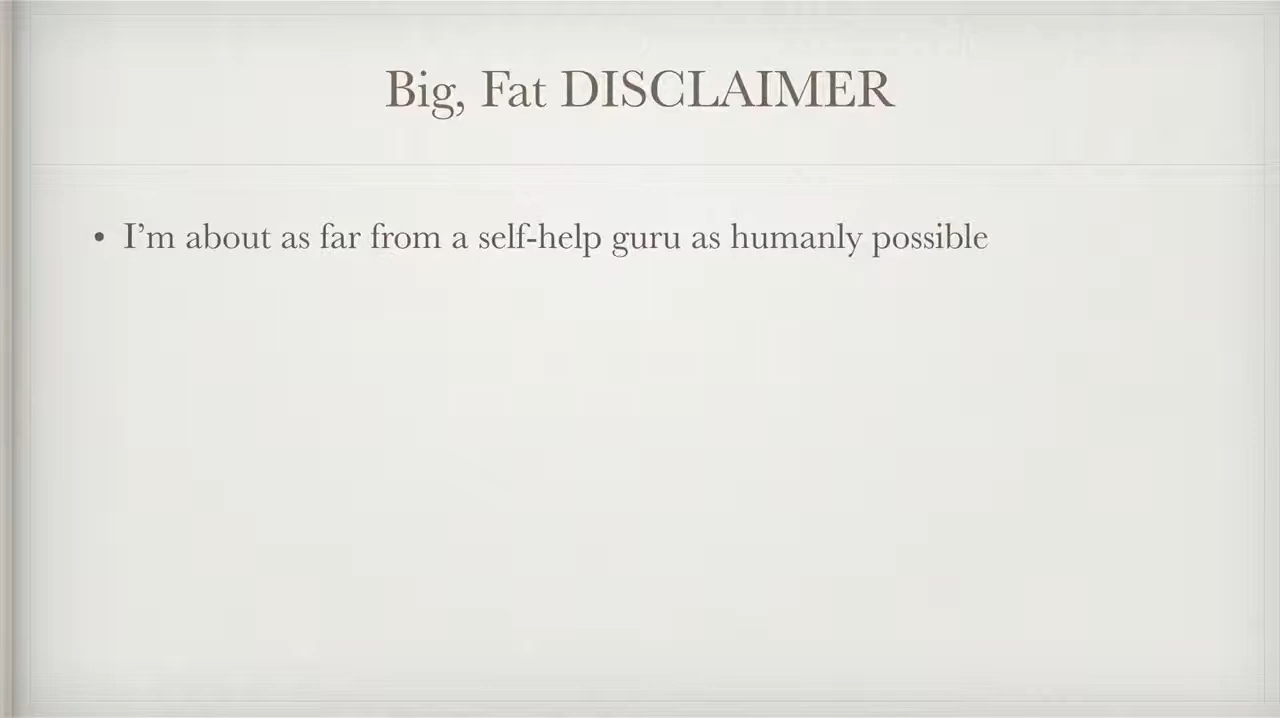 Big, Fat DISCLAIMER
• I’m about as far from a self-help guru as humanly possible